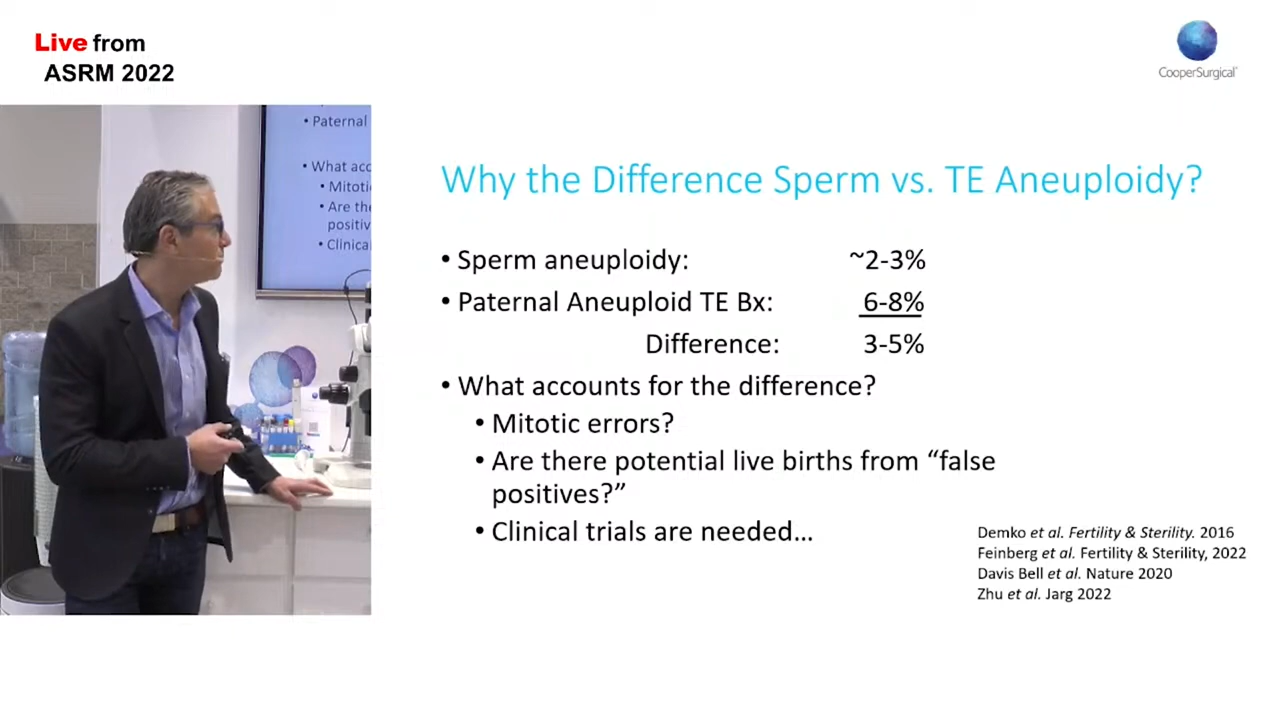 Live from
ASRM 2022
CooperSurgical
• Paternal
• What acc
• Mitoti
• Are the
positiv
• Clinica
Why the Difference Sperm vs. TE Aneuploidy?
• Sperm aneuploidy: ~2-3%
• Paternal Aneuploid TE Bx: 6-8%
Difference: 3-5%
• What accounts for the difference?
• Mitotic errors?
• Are there potential live births from “false
positives?”
• Clinical trials are needed...
Demko et al. Fertility & Sterility. 2016
Feinberg et al. Fertility & Sterility, 2022
Davis Bell et al. Nature 2020
Zhu et al. Jarg 2022